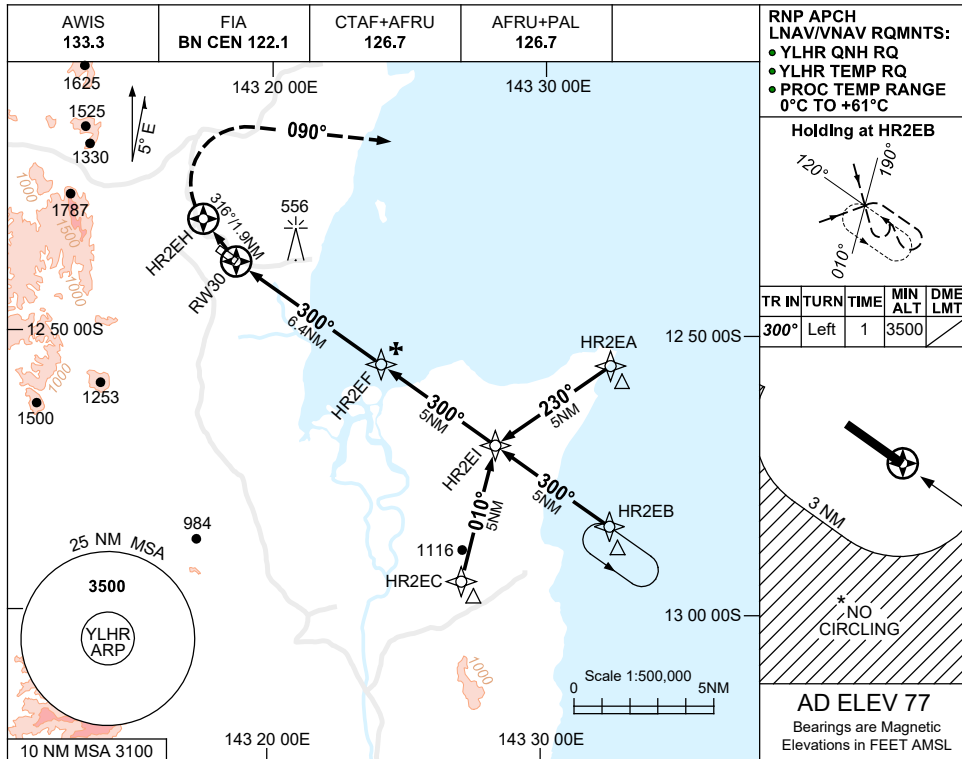 AWIS
133.3
FIA
BN CEN 122.1
CTAF+AFRU
126.7
AFRU+PAL
126.7
RNP APCH
LNAV/VNAV RQMNTS:
• YLHR QNH RQ
• YLHR TEMP RQ
• PROC TEMP RANGE
0°C TO +61°C
Holding at HR2EB
120°
190°
010°
TR IN TURN TIME MIN ALT DME LMT
300° Left 1 3500
143 20 00E
143 30 00E
1625
1525
1330
5° E
1000
1787
1500
1000
090°
316°/1.9NM
556
HR2EH
RW30
12 50 00S
12 50 00S
300°
6.4NM
HR2EF
HR2EA
1000
1253
1500
300°
5NM
230°
5NM
HR2EI
300°
5NM
010°
5NM
HR2EB
984
1116
HR2EC
25 NM MSA
3500
YLHR
ARP
13 00 00S
3 NM
*NO
CIRCLING
1000
1000
Scale 1:500,000
0 5NM
AD ELEV 77
Bearings are Magnetic
Elevations in FEET AMSL
10 NM MSA 3100
143 20 00E
143 30 00E